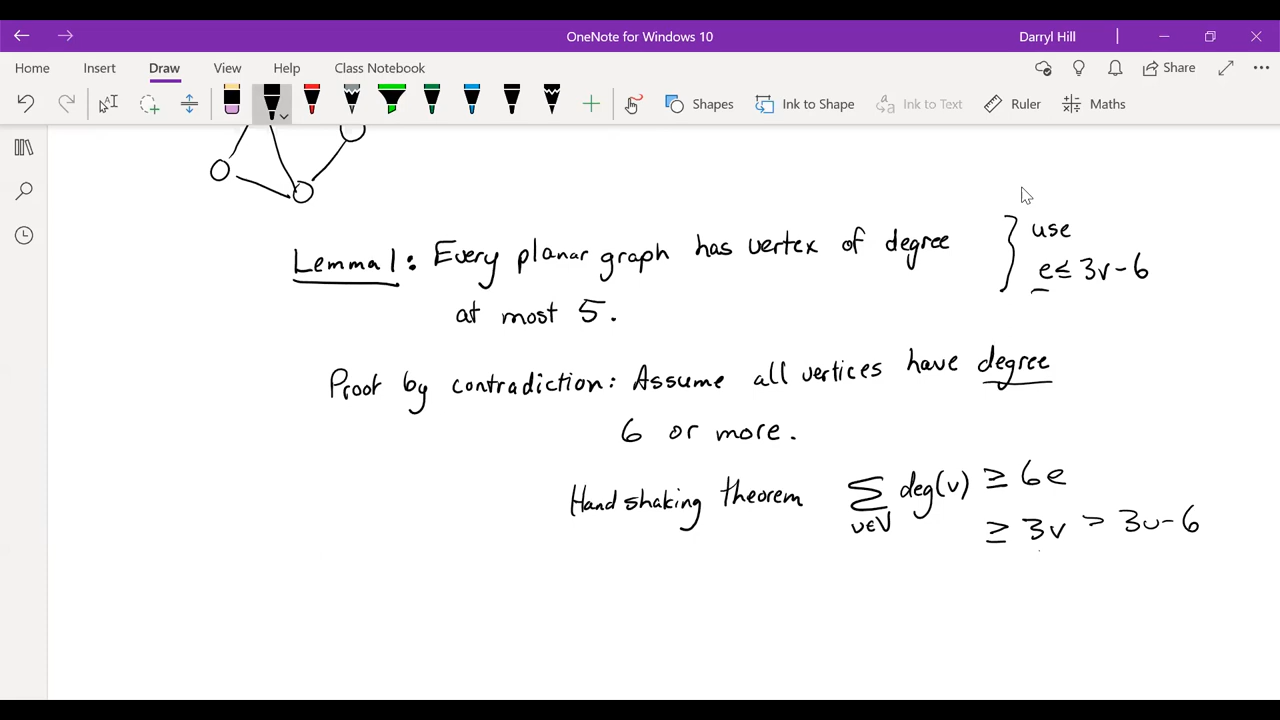 OneNote for Windows 10
Darryl Hill
Home Insert Draw View Help Class Notebook Share
Shapes Ink to Shape Ink to Text Ruler Maths
Lemma 1: Every planar graph has vertex of degree
at most 5.
use
e ≤ 3v - 6
Proof by contradiction: Assume all vertices have degree
6 or more.
Handshaking theorem ∑ deg(v) ≥ 6e
v∈V
≥ 3v > 3v - 6